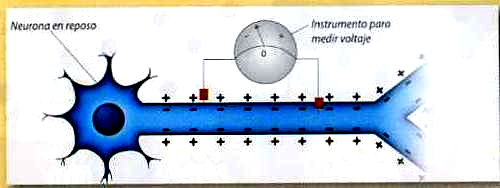 Neurona en reposo
Instrumento para
medir voltaje
- +
0
+ + + + + + + + +
- - - - - - - - -
- - - - - - - - -
+ + + + + + + + +